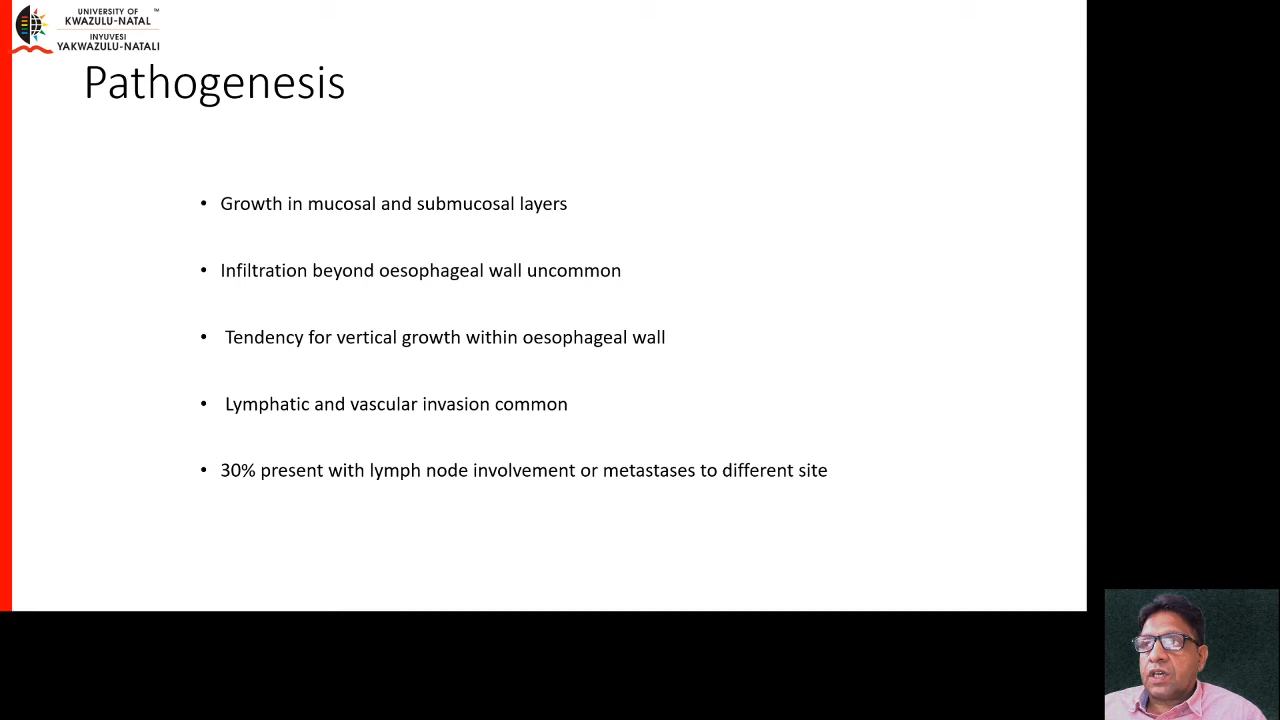 UNIVERSITY OF ™
KWAZULU-NATAL
INYUVESI
YAKWAZULU-NATALI
Pathogenesis
• Growth in mucosal and submucosal layers
• Infiltration beyond oesophageal wall uncommon
• Tendency for vertical growth within oesophageal wall
• Lymphatic and vascular invasion common
• 30% present with lymph node involvement or metastases to different site